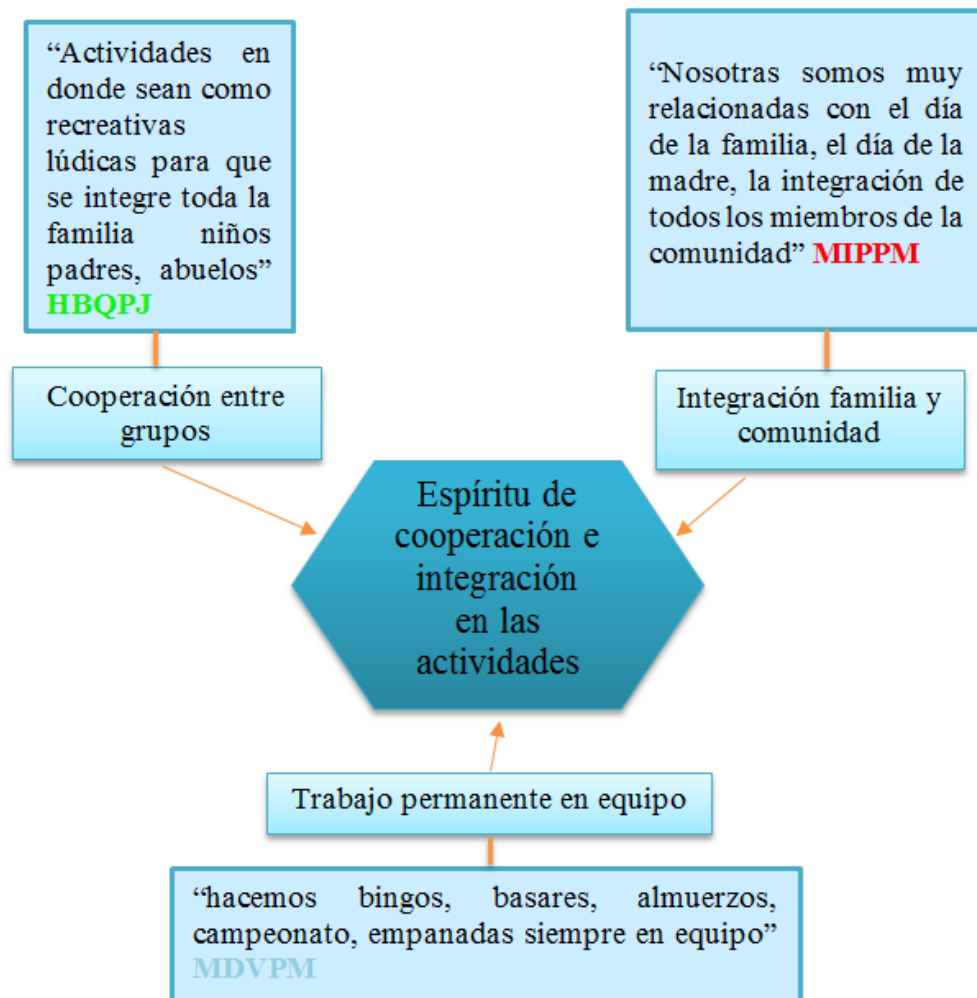 “Actividades en
donde sean como
recreativas
lúdicas para que
se integre toda la
familia niños
padres, abuelos”
HBQPJ
“Nosotras somos muy
relacionadas con el día
de la familia, el día de la
madre, la integración de
todos los miembros de la
comunidad” MIPPM
Cooperación entre
grupos
Integración familia y
comunidad
Espíritu de
cooperación e
integración
en las
actividades
Trabajo permanente en equipo
“hacemos bingos, basares, almuerzos,
campeonato, empanadas siempre en equipo”
MDVPM